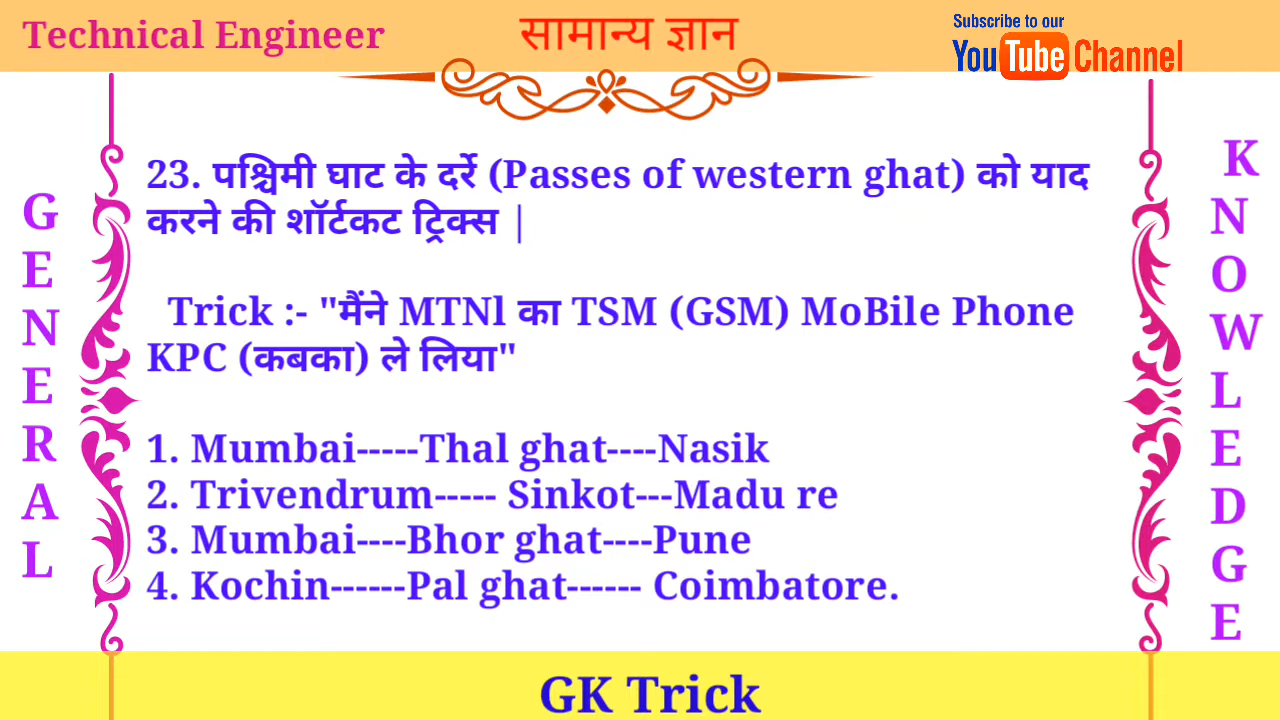 Technical Engineer
सामान्य ज्ञान
Subscribe to our
YouTube Channel
GENERAL
23. पश्चिमी घाट के दर्रे (Passes of western ghat) को याद
करने की शॉर्टकट ट्रिक्स |
Trick :- "मैंने MTNl का TSM (GSM) MoBile Phone
KPC (कबका) ले लिया"
1. Mumbai-----Thal ghat----Nasik
2. Trivendrum----- Sinkot---Madu re
3. Mumbai----Bhor ghat----Pune
4. Kochin------Pal ghat------ Coimbatore.
KNOWLEDGE
GK Trick